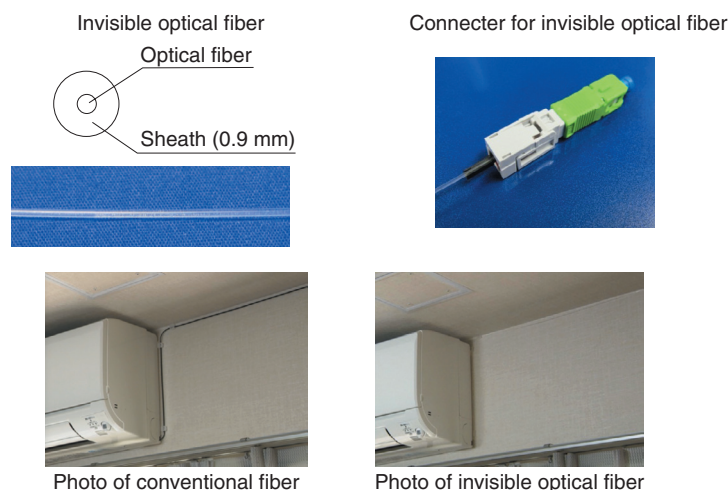 Invisible optical fiber
Optical fiber
Sheath (0.9 mm)
Connecter for invisible optical fiber
Photo of conventional fiber
Photo of invisible optical fiber